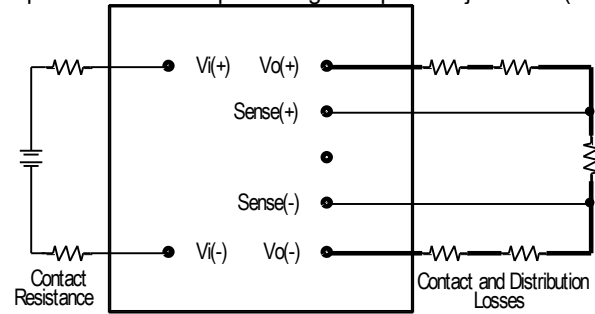 Vi(+) Vo(+)
Sense(+)
Sense(-)
Vi(-) Vo(-)
Contact
Resistance
Contact and Distribution
Losses